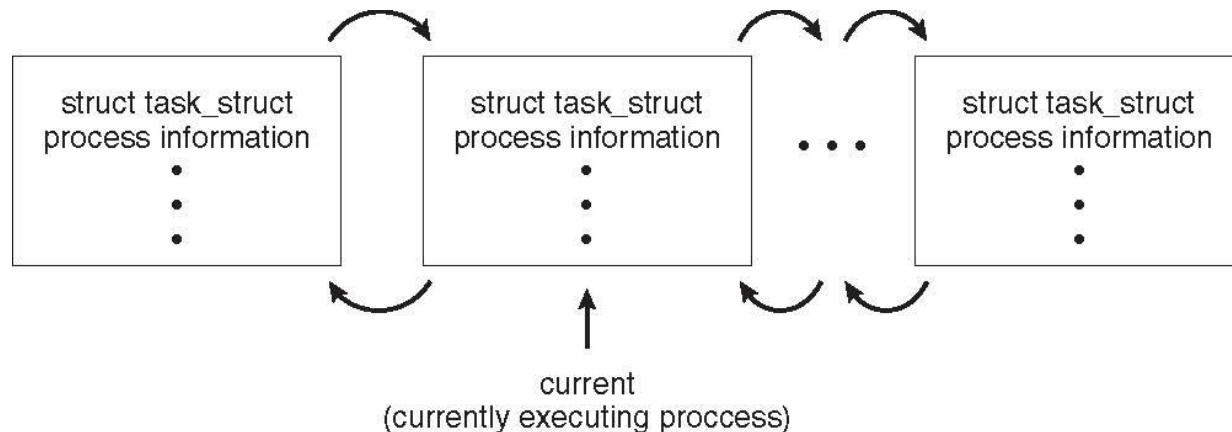 struct task_struct
process information
struct task_struct
process information
struct task_struct
process information
current
(currently executing proccess)